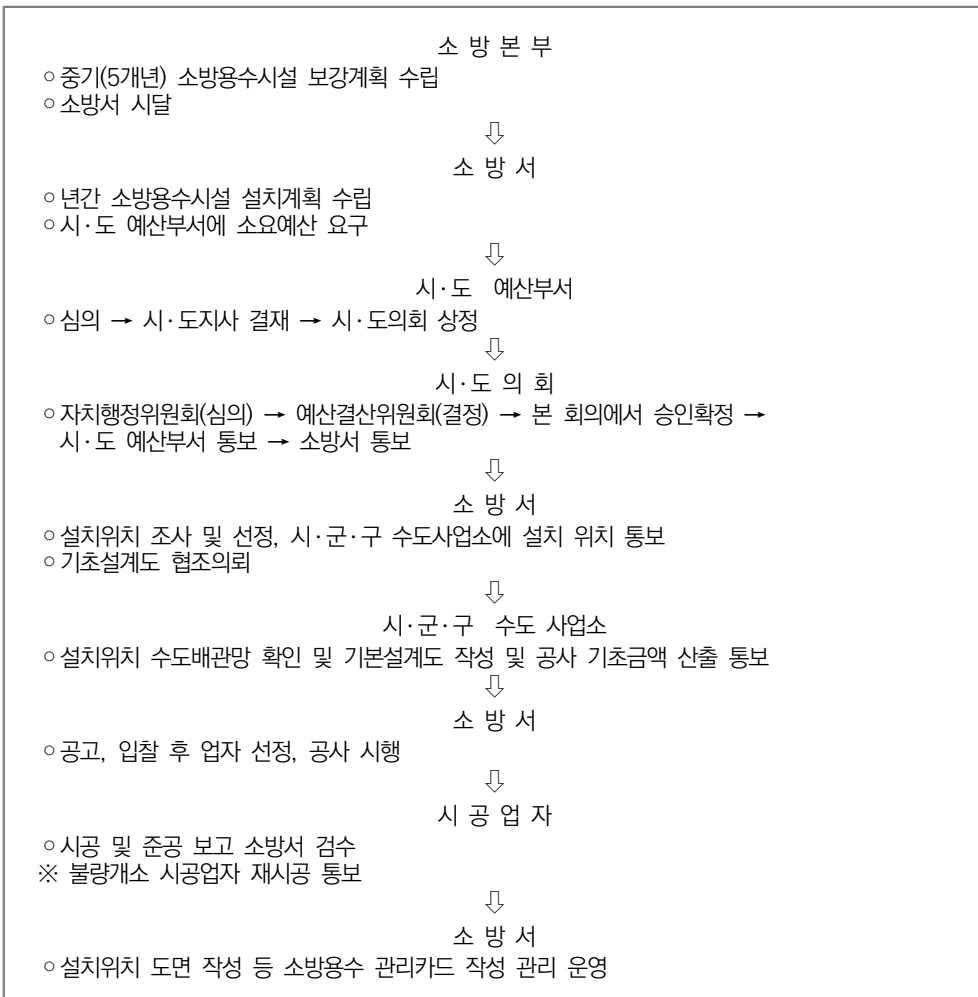 소 방 본 부
○ 중기(5개년) 소방용수시설 보강계획 수립
○ 소방서 시달
⇩
소 방 서
○ 년간 소방용수시설 설치계획 수립
○ 시·도 예산부서에 소요예산 요구
⇩
시·도 예산부서
○ 심의 → 시·도지사 결재 → 시·도의회 상정
⇩
시·도 의 회
○ 자치행정위원회(심의) → 예산결산위원회(결정) → 본 회의에서 승인확정 →
시·도 예산부서 통보 → 소방서 통보
⇩
소 방 서
○ 설치위치 조사 및 선정, 시·군·구 수도사업소에 설치 위치 통보
○ 기초설계도 협조의뢰
⇩
시·군·구 수도 사업소
○ 설치위치 수도배관망 확인 및 기본설계도 작성 및 공사 기초금액 산출 통보
⇩
소 방 서
○ 공고, 입찰 후 업자 선정, 공사 시행
⇩
시 공 업 자
○ 시공 및 준공 보고 소방서 검수
※ 불량개소 시공업자 재시공 통보
⇩
소 방 서
○ 설치위치 도면 작성 등 소방용수 관리카드 작성 관리 운영